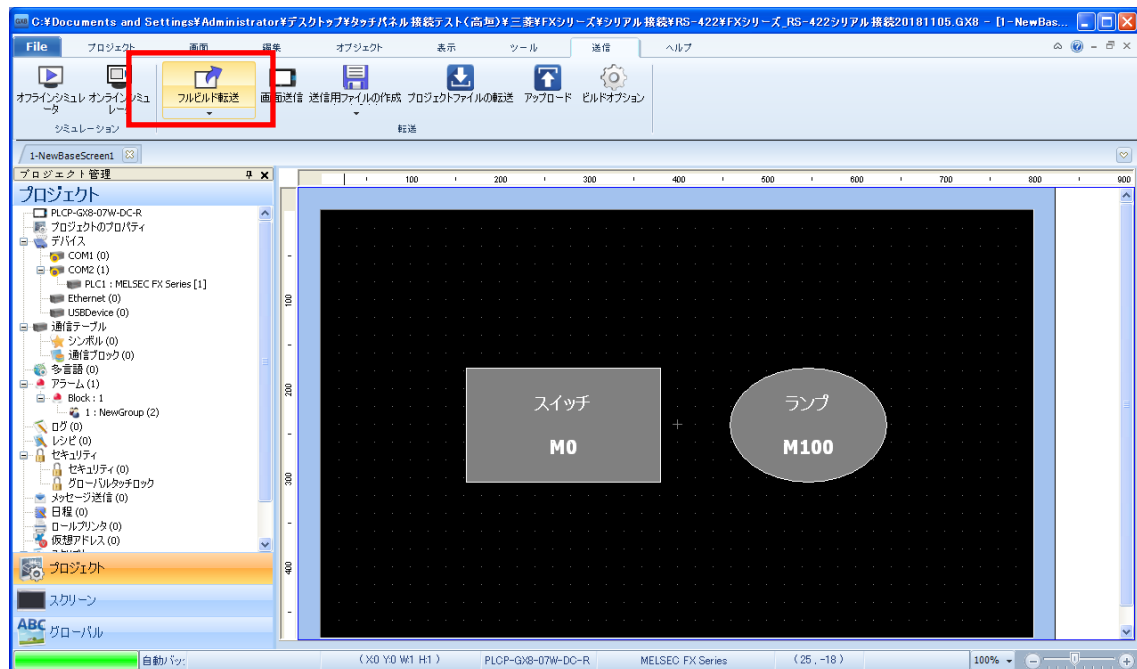 C:¥Documents and Settings¥Administrator¥デスクトップ¥タッチパネル接続テスト(高垣)¥三菱¥FXシリーズ¥シリアル接続¥RS-422¥FXシリーズ_RS-422シリアル接続20181105.GX8 - [1-NewBas...
File プロジェクト 画面 編集 オブジェクト 表示 ツール 送信 ヘルプ
オフラインシミュレータ オンラインシミュレータ フルビルド転送 画面送信 送信用ファイルの作成 プロジェクトファイルの転送 アップロード ビルドオプション
シミュレーション 転送
1-NewBaseScreen1
プロジェクト管理
プロジェクト
PLCP-GX8-07W-DC-R
プロジェクトのプロパティ
デバイス
COM1 (0)
COM2 (1)
PLC1 : MELSEC FX Series [1]
Ethernet (0)
USBDevice (0)
通信テーブル
シンボル (0)
通信ブロック (0)
多言語 (0)
アラーム (1)
Block : 1
1 : NewGroup (2)
ログ (0)
レシピ (0)
セキュリティ
セキュリティ (0)
グローバルタッチロック
メッセージ送信 (0)
日程 (0)
ロールプリンタ (0)
仮想アドレス (0)
プロジェクト
スクリーン
ABC グローバル
100 200 300 400 500 600 700 800 900
100
200
300
400
スイッチ
M0
ランプ
M100
自動バッ: (X0 Y0 W1 H1) PLCP-GX8-07W-DC-R MELSEC FX Series (25, -18) 100%